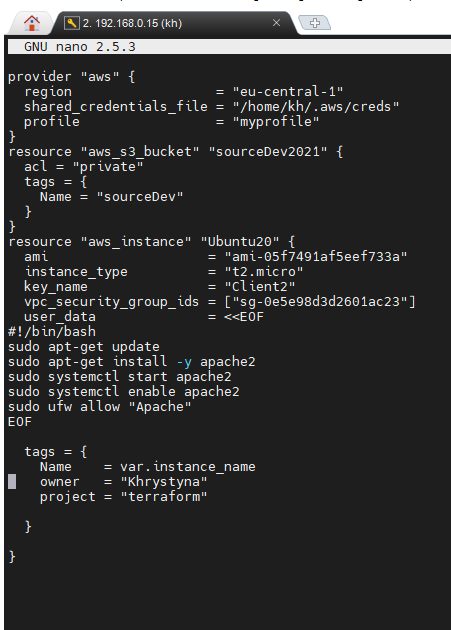 2. 192.168.0.15 (kh)
GNU nano 2.5.3
provider "aws" {
  region                  = "eu-central-1"
  shared_credentials_file = "/home/kh/.aws/creds"
  profile                 = "myprofile"
}
resource "aws_s3_bucket" "sourceDev2021" {
  acl = "private"
  tags = {
    Name = "sourceDev"
  }
}
resource "aws_instance" "Ubuntu20" {
  ami                    = "ami-05f7491af5eef733a"
  instance_type          = "t2.micro"
  key_name               = "Client2"
  vpc_security_group_ids = ["sg-0e5e98d3d2601ac23"]
  user_data              = <<EOF
#!/bin/bash
sudo apt-get update
sudo apt-get install -y apache2
sudo systemctl start apache2
sudo systemctl enable apache2
sudo ufw allow "Apache"
EOF
  tags = {
    Name    = var.instance_name
    owner   = "Khrystyna"
    project = "terraform"
  }
}